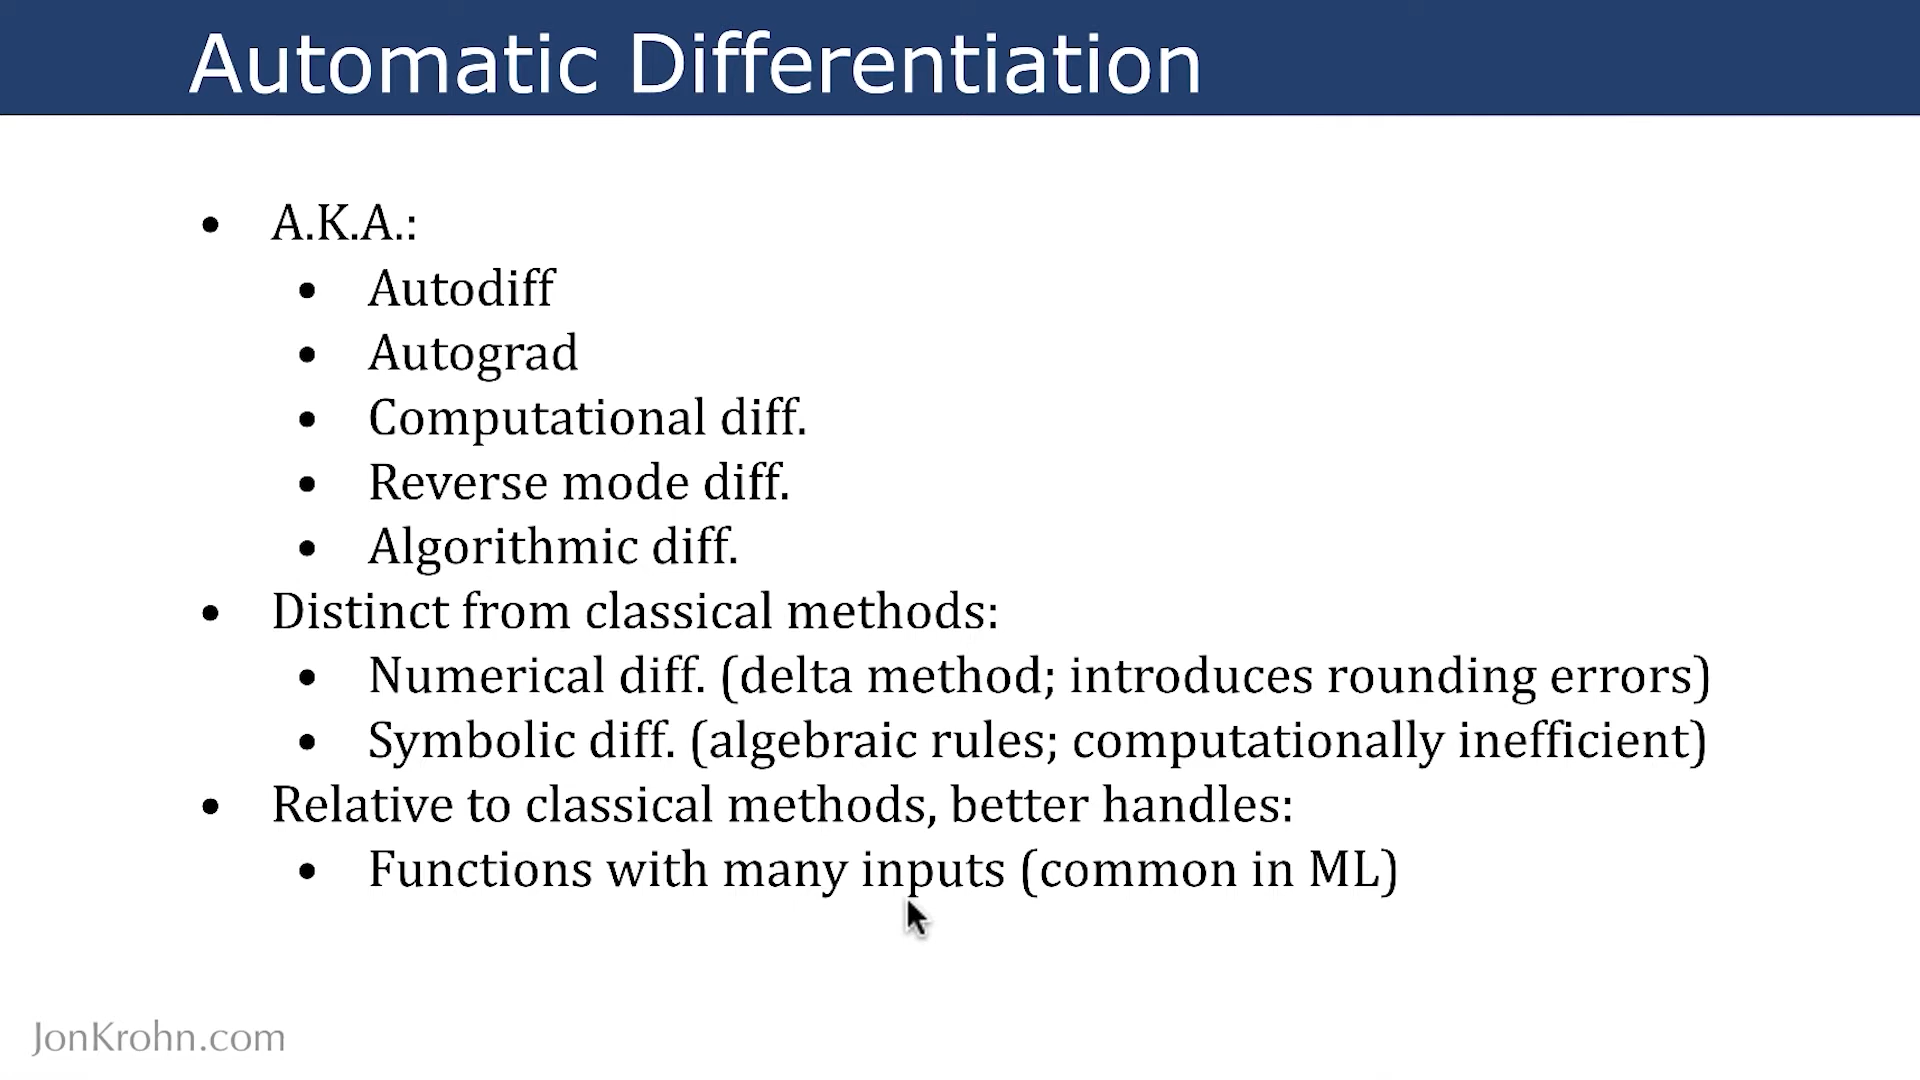 Automatic Differentiation
• A.K.A.:
• Autodiff
• Autograd
• Computational diff.
• Reverse mode diff.
• Algorithmic diff.
• Distinct from classical methods:
• Numerical diff. (delta method; introduces rounding errors)
• Symbolic diff. (algebraic rules; computationally inefficient)
• Relative to classical methods, better handles:
• Functions with many inputs (common in ML)
JonKrohn.com